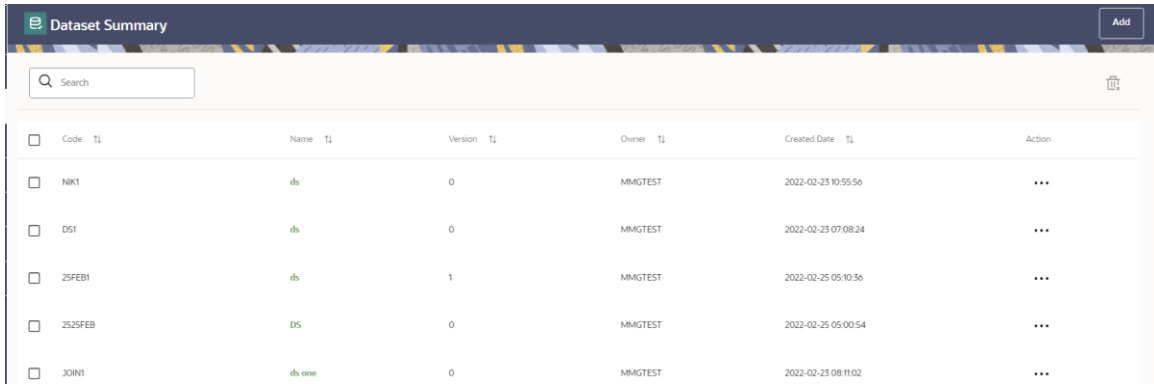 Dataset Summary Add
Search
Code Name Version Owner Created Date Action
NIK1 ds 0 MMGTEST 2022-02-23 10:55:56
DS1 ds 0 MMGTEST 2022-02-23 07:08:24
25FEB1 ds 1 MMGTEST 2022-02-25 05:10:36
2525FEB DS 0 MMGTEST 2022-02-25 05:00:54
JOIN1 ds one 0 MMGTEST 2022-02-23 08:11:02